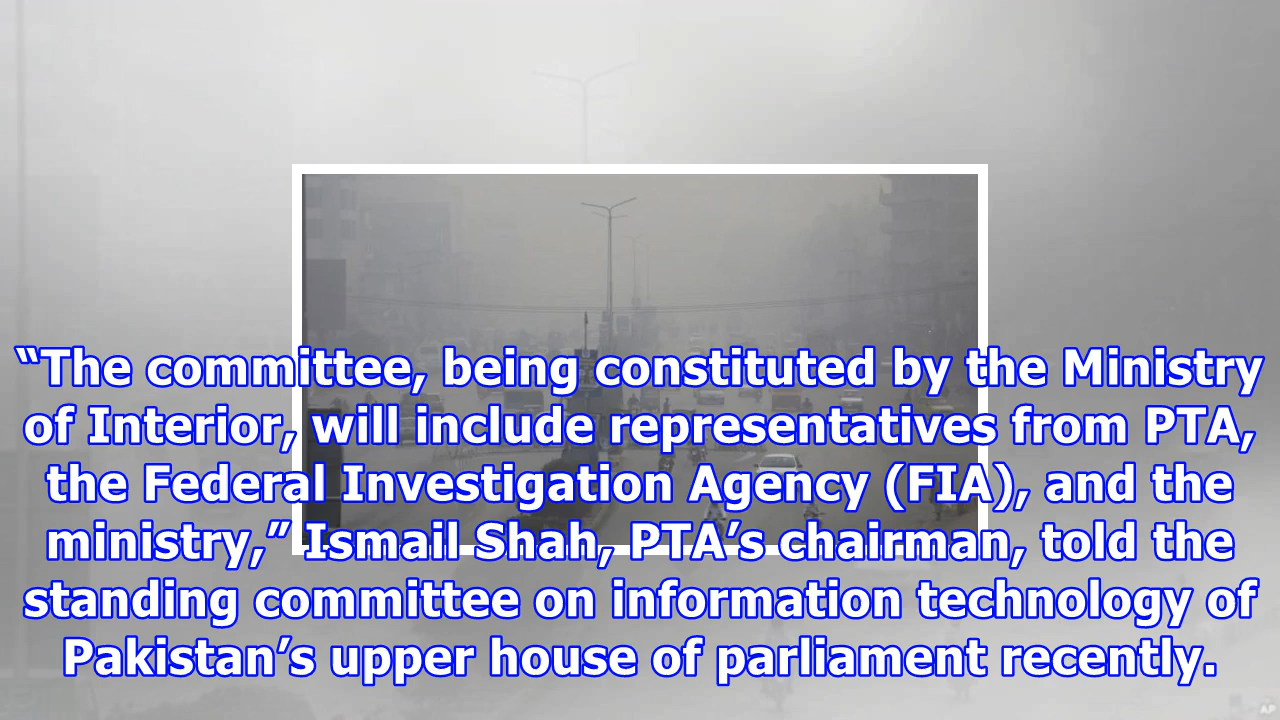 “The committee, being constituted by the Ministry
of Interior, will include representatives from PTA,
the Federal Investigation Agency (FIA), and the
ministry,” Ismail Shah, PTA’s chairman, told the
standing committee on information technology of
Pakistan’s upper house of parliament recently.
AP